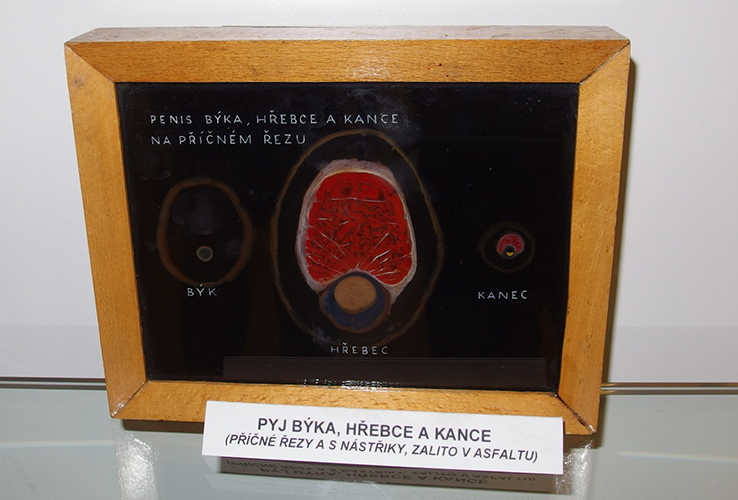 PENIS BÝKA, HŘEBCE A KANCE
NA PŘÍČNÉM ŘEZU
BÝK
HŘEBEC
KANEC
PYJ BÝKA, HŘEBCE A KANCE
(PŘÍČNÉ ŘEZY A S NÁSTŘIKY, ZALITO V ASFALTU)